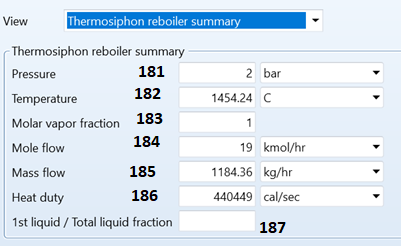 View Thermosiphon reboiler summary
Thermosiphon reboiler summary
Pressure 181 2 bar
Temperature 182 1454.24 C
Molar vapor fraction 183 1
Mole flow 184 19 kmol/hr
Mass flow 185 1184.36 kg/hr
Heat duty 186 440449 cal/sec
1st liquid / Total liquid fraction 187